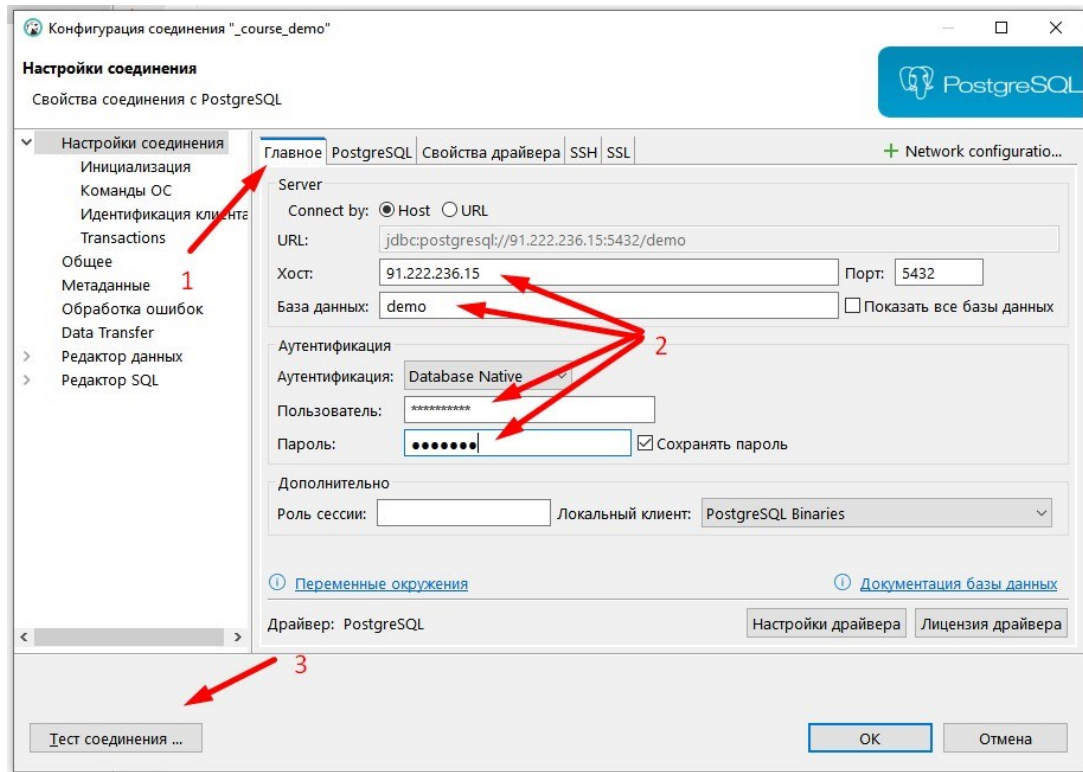 Конфигурация соединения "_course_demo"
Настройки соединения
Свойства соединения с PostgreSQL
PostgreSQL
Настройки соединения
Инициализация
Команды ОС
Идентификация клиента
Transactions
Общее
Метаданные
Обработка ошибок
Data Transfer
Редактор данных
Редактор SQL
1
Главное PostgreSQL Свойства драйвера SSH SSL
+ Network configuratio...
Server
Connect by: Host URL
URL: jdbc:postgresql://91.222.236.15:5432/demo
Хост: 91.222.236.15 Порт: 5432
База данных: demo Показать все базы данных
2
Аутентификация
Аутентификация: Database Native
Пользователь: **********
Пароль: ●●●●●●● Сохранять пароль
Дополнительно
Роль сессии: Локальный клиент: PostgreSQL Binaries
Переменные окружения Документация базы данных
Драйвер: PostgreSQL Настройки драйвера Лицензия драйвера
3
Тест соединения ... ОК Отмена